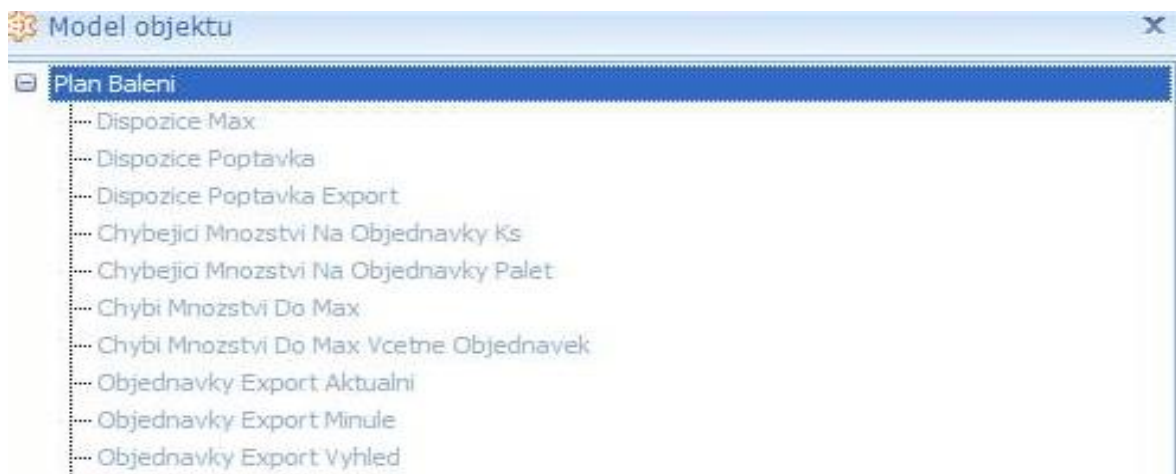 Model objektu
Plan Baleni
Dispozice Max
Dispozice Poptavka
Dispozice Poptavka Export
Chybejici Mnozstvi Na Objednavky Ks
Chybejici Mnozstvi Na Objednavky Palet
Chybi Mnozstvi Do Max
Chybi Mnozstvi Do Max Vcetne Objednavek
Objednavky Export Aktualni
Objednavky Export Minule
Objednavky Export Vyhled